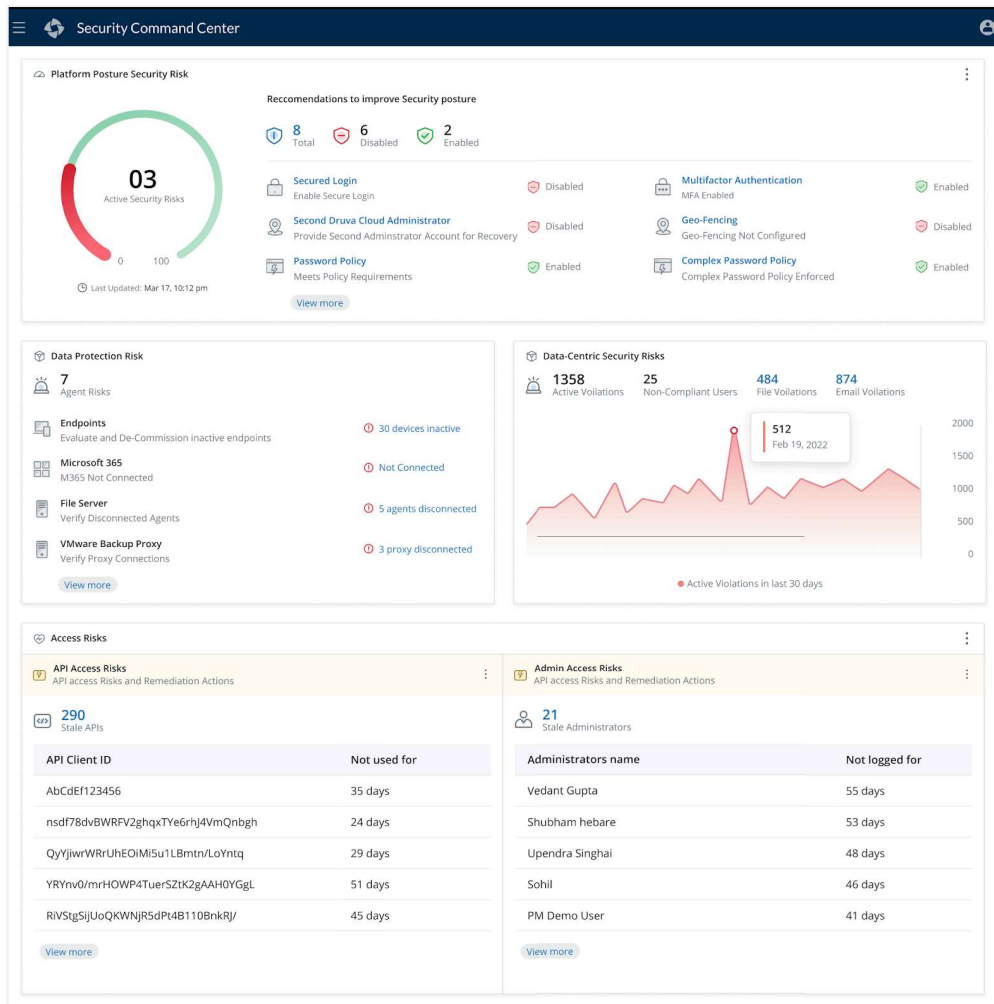 Security Command Center
Platform Posture Security Risk
03
Active Security Risks
0 100
Last Updated: Mar 17, 10:12 pm
Reccomendations to improve Security posture
8 Total
6 Disabled
2 Enabled
Secured Login
Enable Secure Login
Disabled
Multifactor Authentication
MFA Enabled
Enabled
Second Druva Cloud Administrator
Provide Second Adminstrator Account for Recovery
Disabled
Geo-Fencing
Geo-Fencing Not Configured
Disabled
Password Policy
Meets Policy Requirements
Enabled
Complex Password Policy
Complex Password Policy Enforced
Enabled
View more
Data Protection Risk
7
Agent Risks
Endpoints
Evaluate and De-Commission inactive endpoints
30 devices inactive
Microsoft 365
M365 Not Connected
Not Connected
File Server
Verify Disconnected Agents
5 agents disconnected
VMware Backup Proxy
Verify Proxy Connections
3 proxy disconnected
View more
Data-Centric Security Risks
1358
Active Voilations
25
Non-Compliant Users
484
File Voilations
874
Email Voilations
512
Feb 19, 2022
2000
1500
1000
500
0
Active Violations in last 30 days
Access Risks
API Access Risks
API access Risks and Remediation Actions
290
Stale APIs
API Client ID Not used for
AbCdEf123456 35 days
nsdf78dvBWRFV2ghqxTYe6rhJ4VmQnbgh 24 days
QyYjiwrWRrUhEOiMi5u1LBmtn/LoYntq 29 days
YRYnv0/mrHOWP4TuerSZtK2gAAH0YGgL 51 days
RiVStgSijUoQKWNjR5dPt4B110BnkRJ/ 45 days
View more
Admin Access Risks
API access Risks and Remediation Actions
21
Stale Administrators
Administrators name Not logged for
Vedant Gupta 55 days
Shubham hebare 53 days
Upendra Singhai 48 days
Sohil 46 days
PM Demo User 41 days
View more